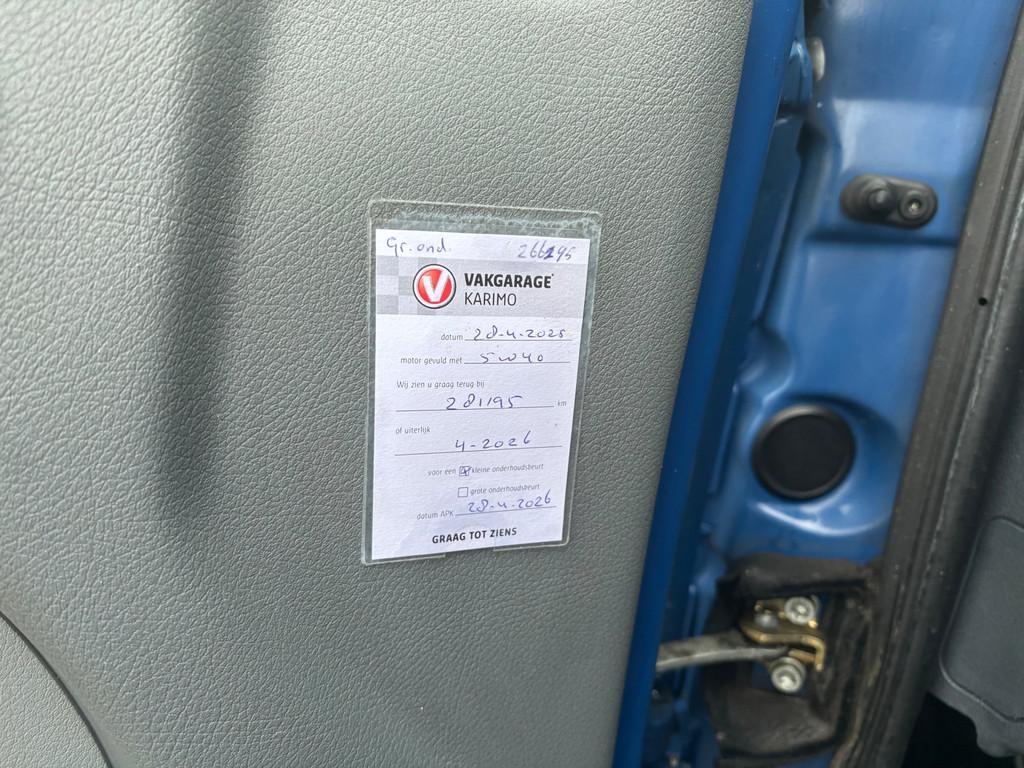 Gr. ond. 266195
V VAKGARAGE
KARIMO
datum 28-4-2025
motor gevuld met 5w40
Wij zien u graag terug bij
281195 km
of uiterlijk
4-2026
voor een kleine onderhoudsbeurt
grote onderhoudsbeurt
datum APK 28-4-2026
GRAAG TOT ZIENS